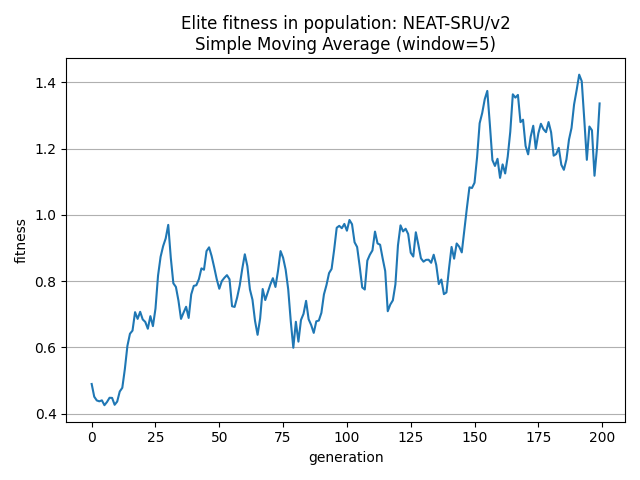 Elite fitness in population: NEAT-SRU/v2
Simple Moving Average (window=5)
1.4
1.2
1.0
0.8
0.6
0.4
fitness
0 25 50 75 100 125 150 175 200
generation